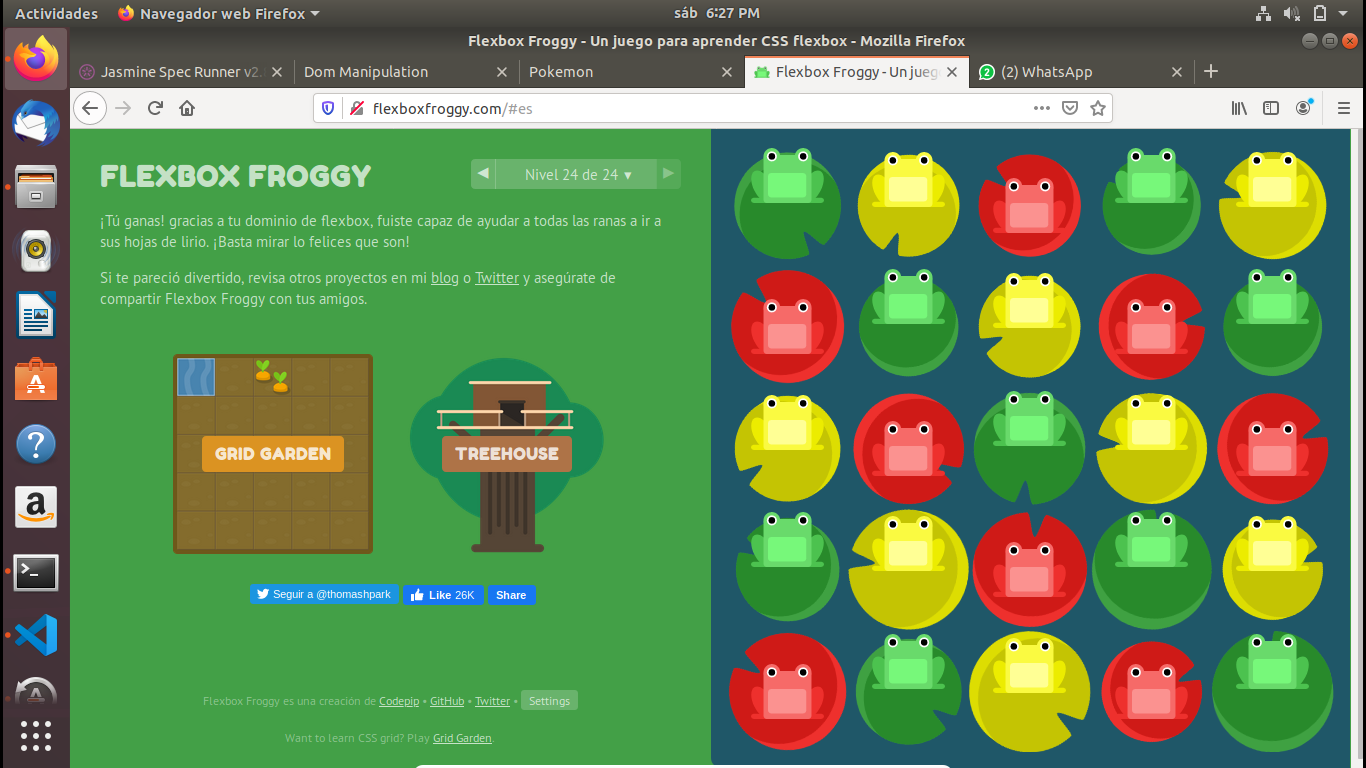 Actividades
Navegador web Firefox
sáb 6:27 PM
Flexbox Froggy - Un juego para aprender CSS flexbox - Mozilla Firefox
Jasmine Spec Runner v2.
Dom Manipulation
Pokemon
Flexbox Froggy - Un jueg
(2) WhatsApp
flexboxfroggy.com/#es
FLEXBOX FROGGY
Nivel 24 de 24
¡Tú ganas! gracias a tu dominio de flexbox, fuiste capaz de ayudar a todas las ranas a ir a
sus hojas de lirio. ¡Basta mirar lo felices que son!
Si te pareció divertido, revisa otros proyectos en mi blog o Twitter y asegúrate de
compartir Flexbox Froggy con tus amigos.
GRID GARDEN
TREEHOUSE
Seguir a @thomashpark
Like 26K
Share
Flexbox Froggy es una creación de Codepip • GitHub • Twitter • Settings
Want to learn CSS grid? Play Grid Garden.